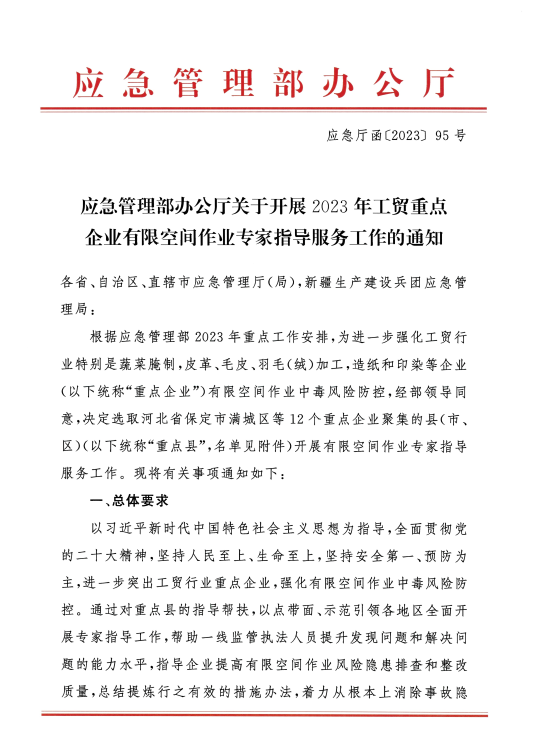 应急管理部办公厅
应急厅函〔2023〕95号
应急管理部办公厅关于开展 2023 年工贸重点
企业有限空间作业专家指导服务工作的通知
各省、自治区、直辖市应急管理厅(局),新疆生产建设兵团应急管
理局:
根据应急管理部 2023 年重点工作安排,为进一步强化工贸行
业特别是蔬菜腌制,皮革、毛皮、羽毛(绒)加工,造纸和印染等企业
(以下统称“重点企业”)有限空间作业中毒风险防控,经部领导同
意,决定选取河北省保定市满城区等 12 个重点企业聚集的县(市、
区)(以下统称“重点县”,名单见附件)开展有限空间作业专家指导
服务工作。现将有关事项通知如下:
一、总体要求
以习近平新时代中国特色社会主义思想为指导,全面贯彻党
的二十大精神,坚持人民至上、生命至上,坚持安全第一、预防为
主,进一步突出工贸行业重点企业,强化有限空间作业中毒风险防
控。通过对重点县的指导帮扶,以点带面、示范引领各地区全面开
展专家指导工作,帮助一线监管执法人员提升发现问题和解决问
题的能力水平,指导企业提高有限空间作业风险隐患排查和整改
质量,总结提炼行之有效的措施办法,着力从根本上消除事故隐